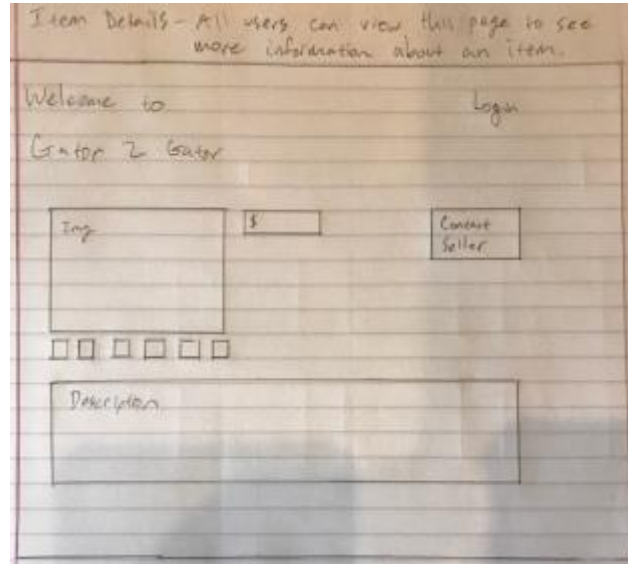 Item Details - All users can view this page to see
more information about an item.
Welcome to
Login
Gator 2 Gator
Img
$
Contact
Seller
Description